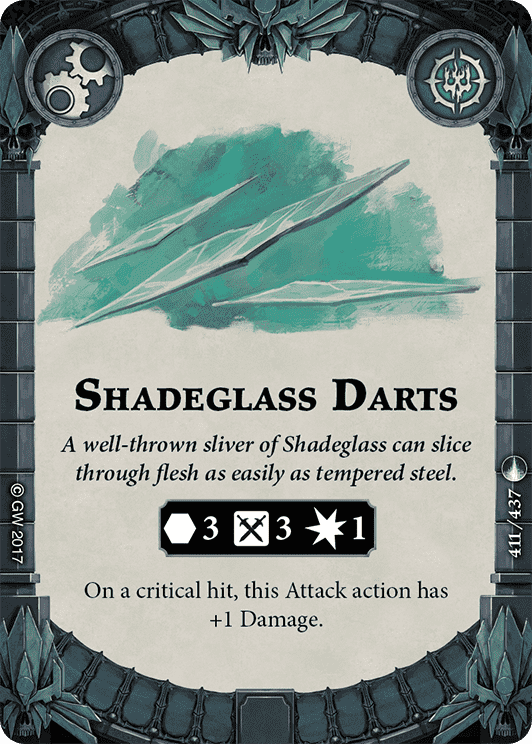 SHADEGLASS DARTS
A well-thrown sliver of Shadeglass can slice
through flesh as easily as tempered steel.
3 3 1
On a critical hit, this Attack action has
+1 Damage.
© GW 2017
411/437